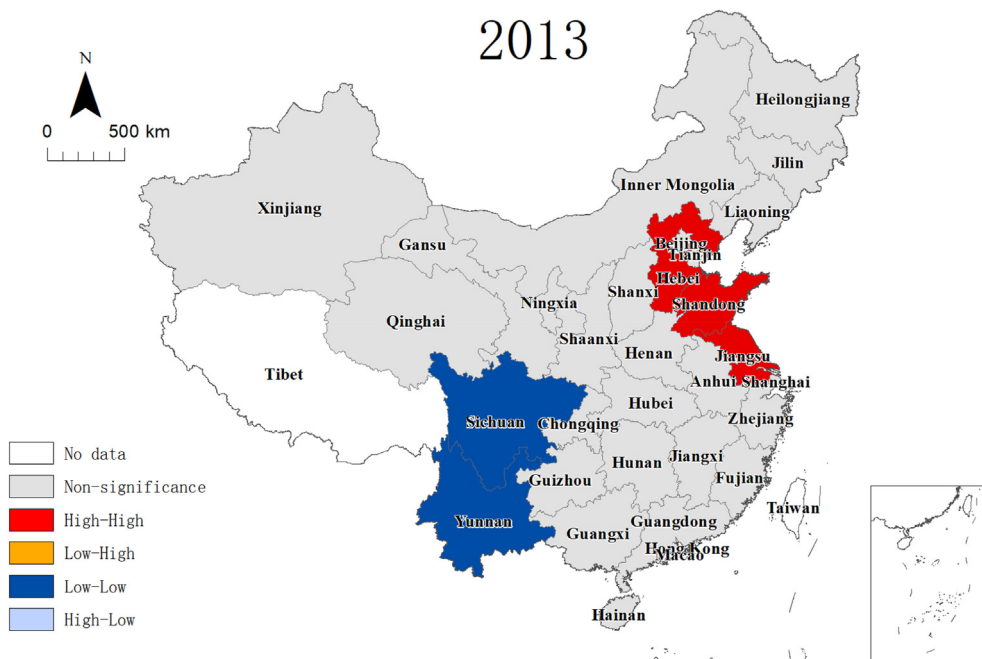 2013
N
0 500 km
Heilongjiang
Jilin
Inner Mongolia
Liaoning
Xinjiang
Beijing
Gansu
Tianjin
Hebei
Shanxi
Ningxia
Shandong
Qinghai
Shaanxi
Henan
Jiangsu
Tibet
Anhui
Shanghai
Hubei
Zhejiang
Sichuan
Chongqing
Jiangxi
Hunan
Guizhou
Fujian
Taiwan
Yunnan
Guangdong
Guangxi
Hong Kong
Macao
Hainan
No data
Non-significance
High-High
Low-High
Low-Low
High-Low